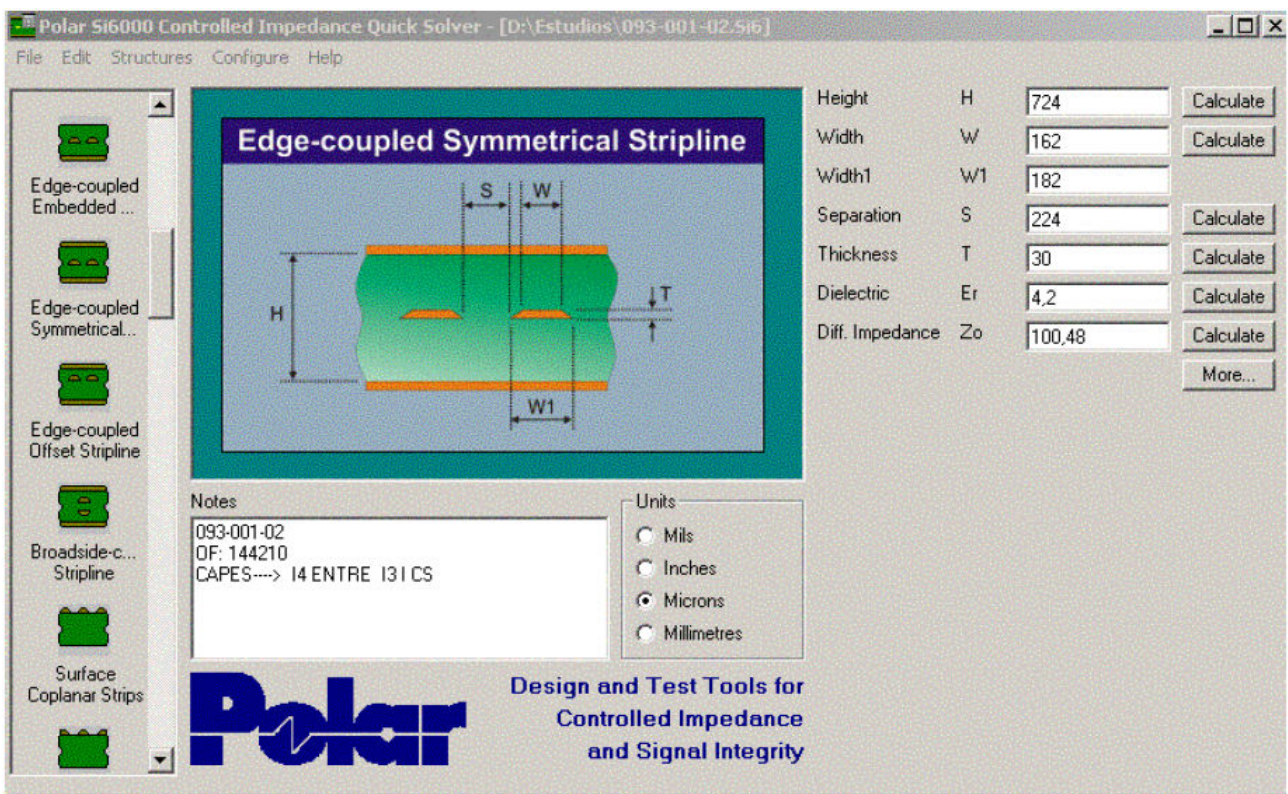 Polar Si6000 Controlled Impedance Quick Solver - [D:\Estudios\093-001-02.Si6]
File Edit Structures Configure Help
Edge-coupled
Embedded ...
Edge-coupled
Symmetrical...
Edge-coupled
Offset Stripline
Broadside-c...
Stripline
Surface
Coplanar Strips
Edge-coupled Symmetrical Stripline
S W
H
T
W1
Height H 724 Calculate
Width W 162 Calculate
Width1 W1 182
Separation S 224 Calculate
Thickness T 30 Calculate
Dielectric Er 4,2 Calculate
Diff. Impedance Zo 100,48 Calculate
More...
Notes
093-001-02
OF: 144210
CAPES----> I4 ENTRE I3 I CS
Units
Mils
Inches
Microns
Millimetres
Polar
Design and Test Tools for
Controlled Impedance
and Signal Integrity